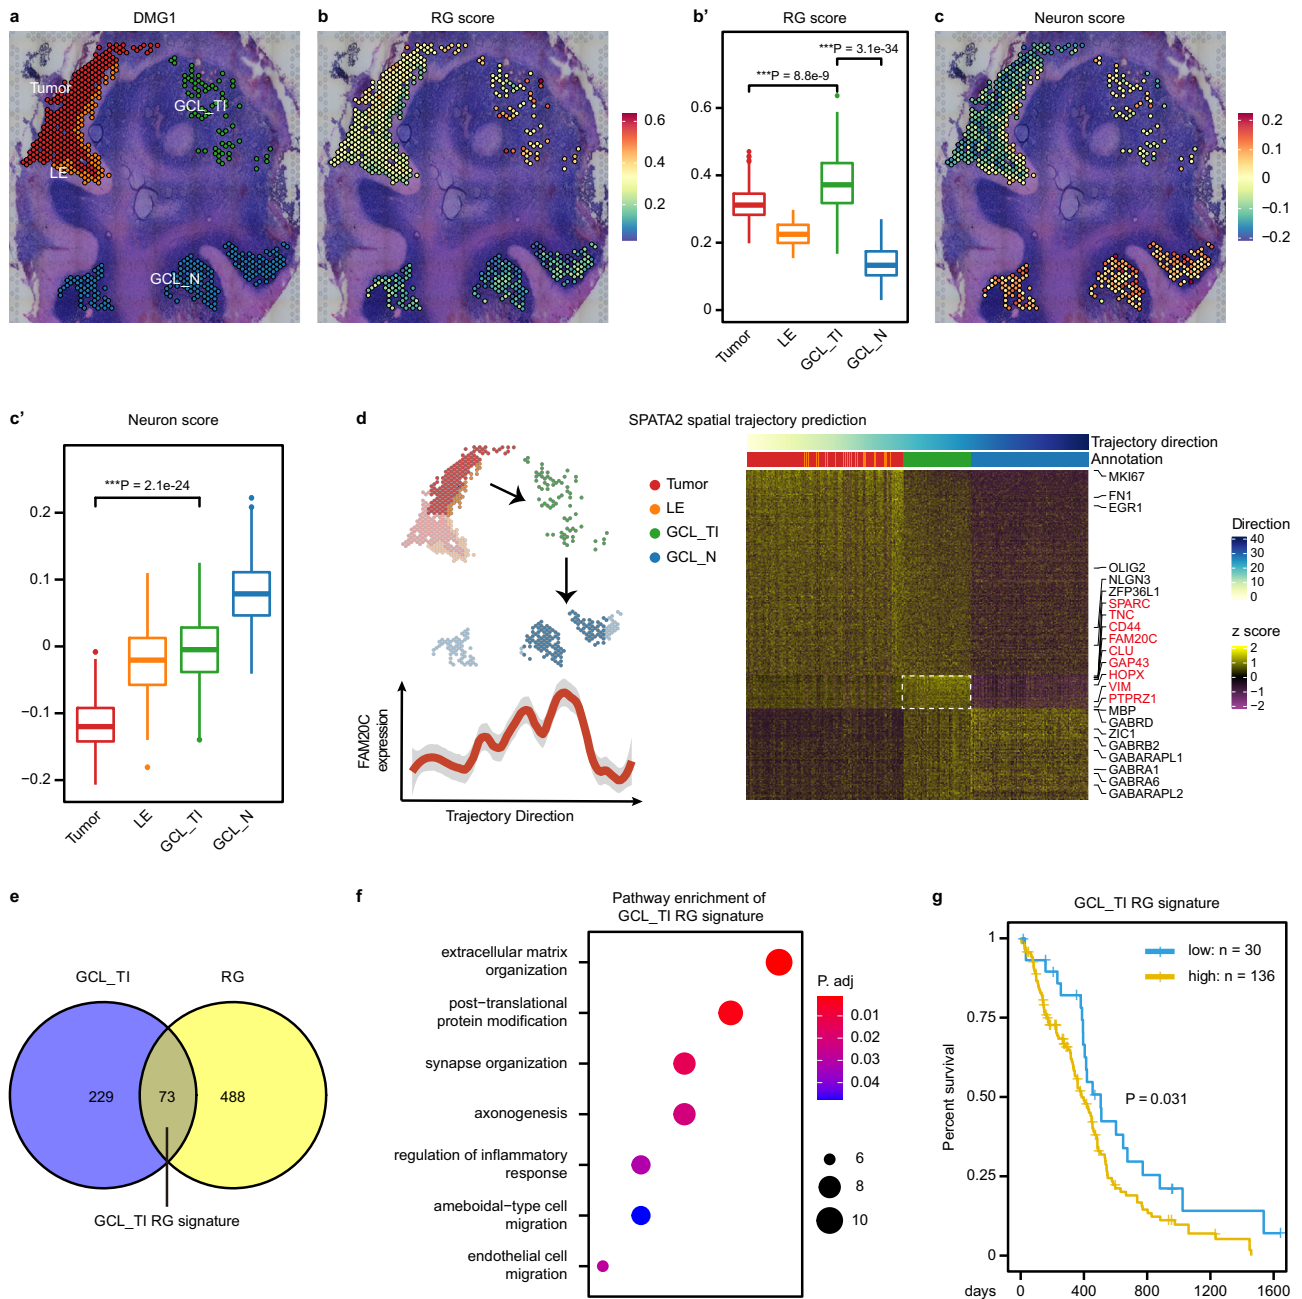 a
DMG1
Tumor
GCL_TI
LE
GCL_N
b
RG score
0.6
0.4
0.2
b’
RG score
***P = 3.1e-34
***P = 8.8e-9
0.6
0.4
0.2
0
Tumor
LE
GCL_TI
GCL_N
c
Neuron score
0.2
0.1
0
−0.1
−0.2
c’
Neuron score
***P = 2.1e-24
0.2
0.1
0
−0.1
−0.2
Tumor
LE
GCL_TI
GCL_N
d
SPATA2 spatial trajectory prediction
Tumor
LE
GCL_TI
GCL_N
FAM20C
expression
Trajectory Direction
Trajectory direction
Annotation
MKI67
FN1
EGR1
OLIG2
NLGN3
ZFP36L1
SPARC
TNC
CD44
FAM20C
CLU
GAP43
HOPX
VIM
PTPRZ1
MBP
GABRD
ZIC1
GABRB2
GABARAPL1
GABRA1
GABRA6
GABARAPL2
Direction
40
30
20
10
0
z score
2
1
0
−1
−2
e
GCL_TI
RG
229
73
488
GCL_TI RG signature
f
Pathway enrichment of
GCL_TI RG signature
extracellular matrix
organization
post−translational
protein modification
synapse organization
axonogenesis
regulation of inflammatory
response
ameboidal−type cell
migration
endothelial cell
migration
P. adj
0.01
0.02
0.03
0.04
6
8
10
g
GCL_TI RG signature
low: n = 30
high: n = 136
P = 0.031
Percent survival
1
0.75
0.50
0.25
0
days
0
400
800
1200
1600